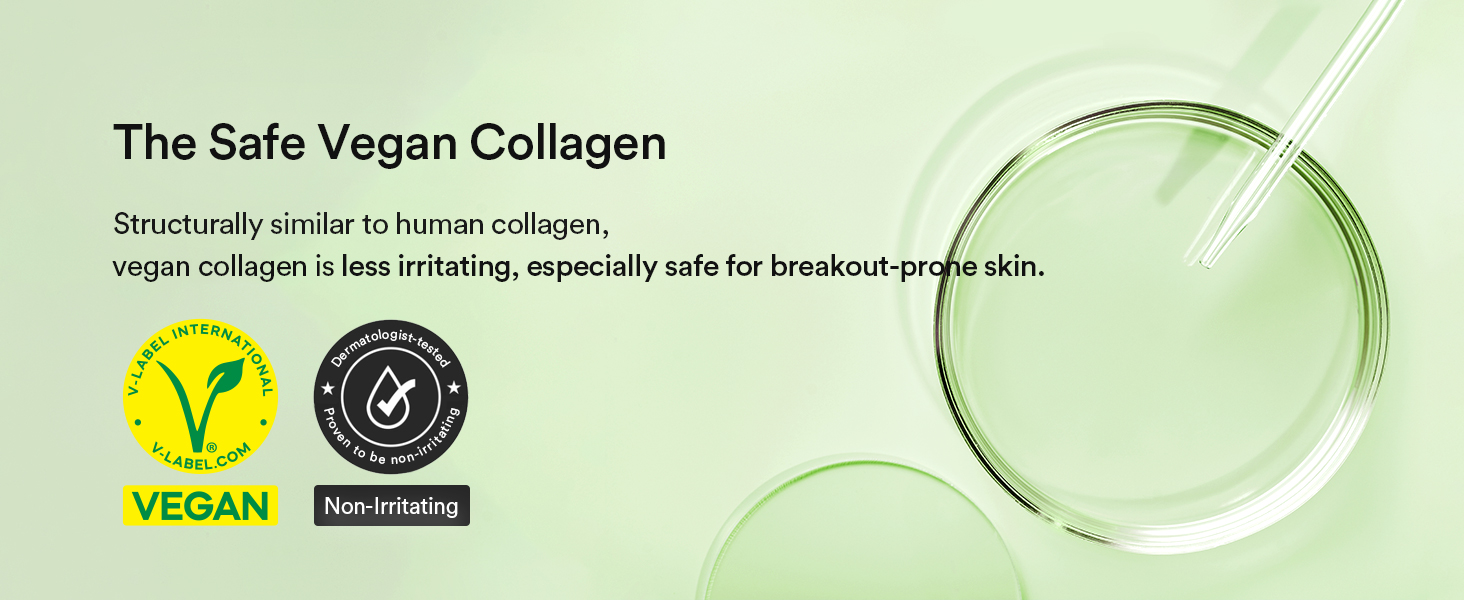 The Safe Vegan Collagen
Structurally similar to human collagen,
vegan collagen is less irritating, especially safe for breakout-prone skin.
V-LABEL INTERNATIONAL
®
V-LABEL.COM
VEGAN
Dermatologist-tested
Proven to be non-irritating
Non-Irritating